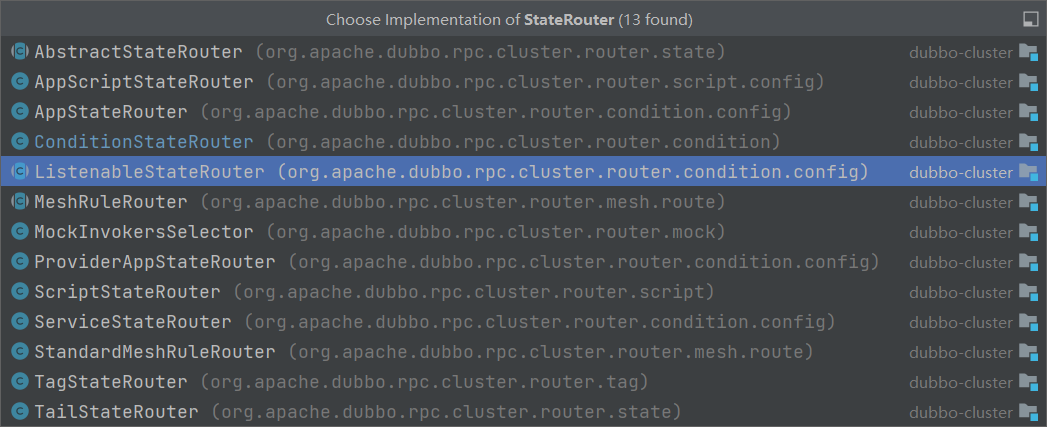 Choose Implementation of StateRouter (13 found)
AbstractStateRouter (org.apache.dubbo.rpc.cluster.router.state) dubbo-cluster
AppScriptStateRouter (org.apache.dubbo.rpc.cluster.router.script.config) dubbo-cluster
AppStateRouter (org.apache.dubbo.rpc.cluster.router.condition.config) dubbo-cluster
ConditionStateRouter (org.apache.dubbo.rpc.cluster.router.condition) dubbo-cluster
ListenableStateRouter (org.apache.dubbo.rpc.cluster.router.condition.config) dubbo-cluster
MeshRuleRouter (org.apache.dubbo.rpc.cluster.router.mesh.route) dubbo-cluster
MockInvokersSelector (org.apache.dubbo.rpc.cluster.router.mock) dubbo-cluster
ProviderAppStateRouter (org.apache.dubbo.rpc.cluster.router.condition.config) dubbo-cluster
ScriptStateRouter (org.apache.dubbo.rpc.cluster.router.script) dubbo-cluster
ServiceStateRouter (org.apache.dubbo.rpc.cluster.router.condition.config) dubbo-cluster
StandardMeshRuleRouter (org.apache.dubbo.rpc.cluster.router.mesh.route) dubbo-cluster
TagStateRouter (org.apache.dubbo.rpc.cluster.router.tag) dubbo-cluster
TailStateRouter (org.apache.dubbo.rpc.cluster.router.state) dubbo-cluster